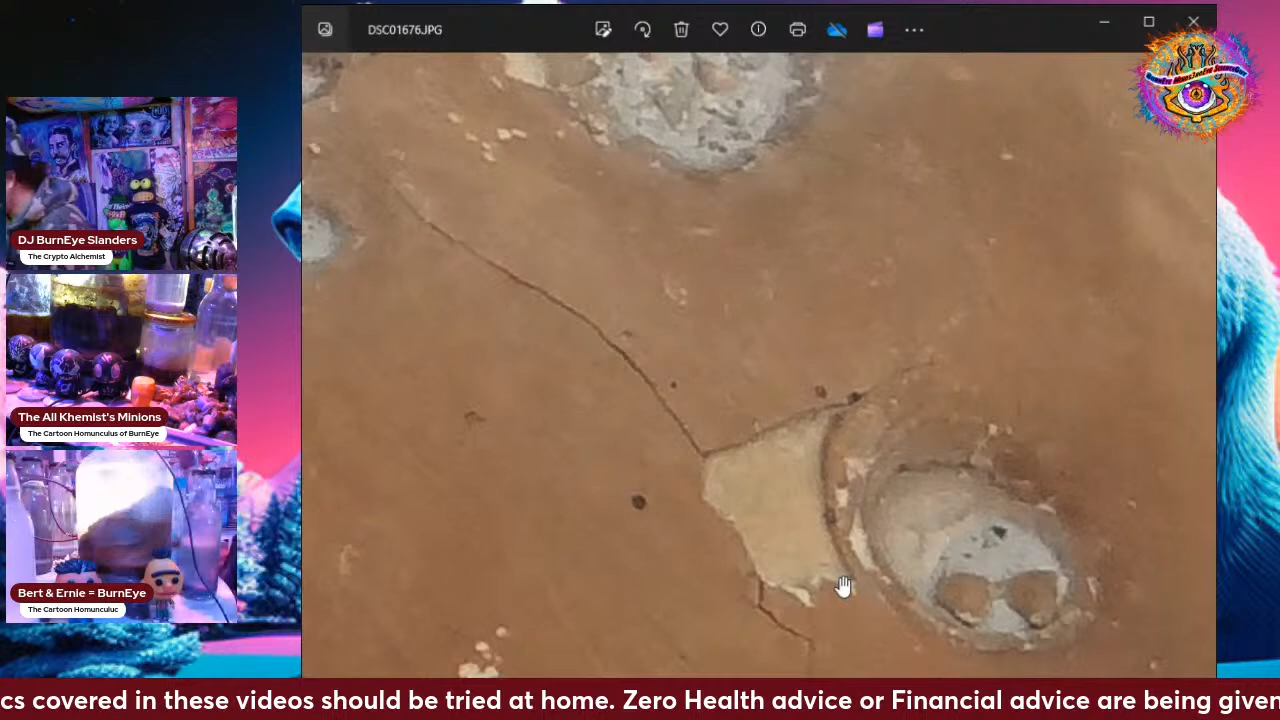 DSC01676.JPG
DJ BurnEye Slanders
The Crypto Alchemist
The All Khemist's Minions
The Cartoon Homunculus of BurnEye
Bert & Ernie = BurnEye
The Cartoon Homunculuc
cs covered in these videos should be tried at home. Zero Health advice or Financial advice are being given